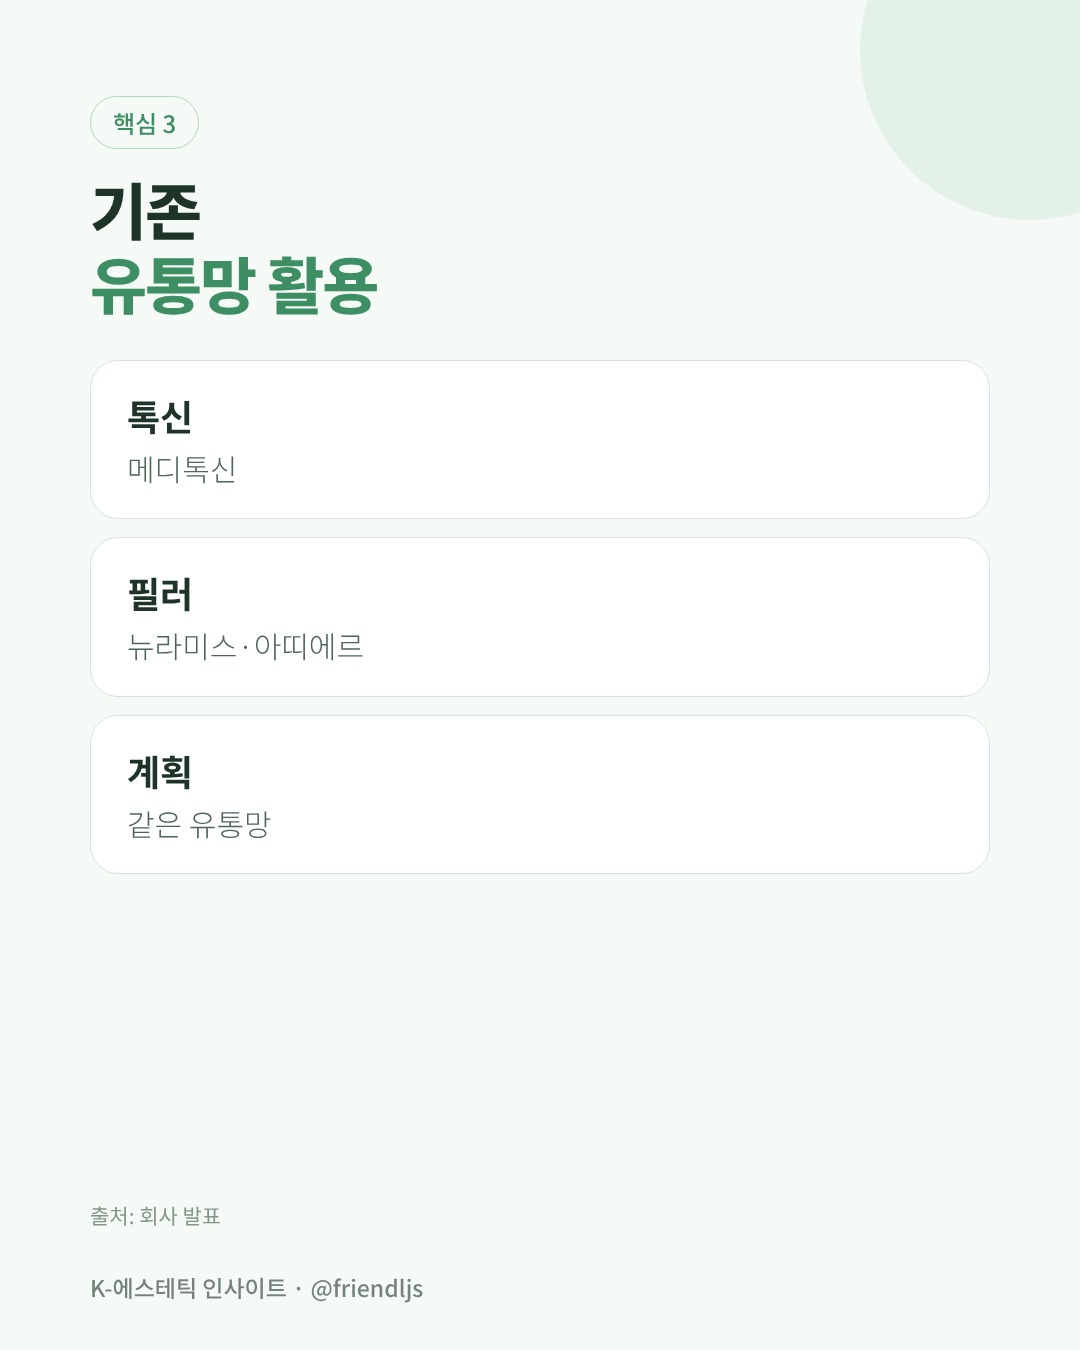 핵심 3
기존
유통망 활용
톡신
메디톡신
필러
뉴라미스·아띠에르
계획
같은 유통망
출처: 회사 발표
K-에스테틱 인사이트 · @friendljs